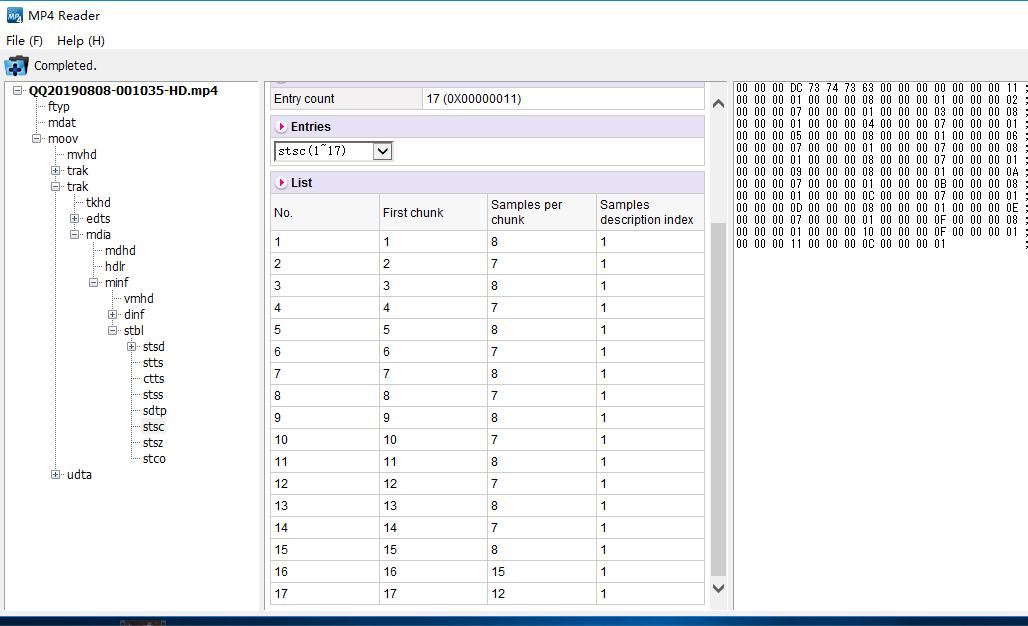 MP4 Reader
File (F) Help (H)
Completed.
QQ20190808-001035-HD.mp4
ftyp
mdat
moov
mvhd
trak
trak
tkhd
edts
mdia
mdhd
hdlr
minf
vmhd
dinf
stbl
stsd
stts
ctts
stss
sdtp
stsc
stsz
stco
udta
Entry count 17 (0X00000011)
Entries
stsc(1~17)
List
No. First chunk Samples per chunk Samples description index
1 1 8 1
2 2 7 1
3 3 8 1
4 4 7 1
5 5 8 1
6 6 7 1
7 7 8 1
8 8 7 1
9 9 8 1
10 10 7 1
11 11 8 1
12 12 7 1
13 13 8 1
14 14 7 1
15 15 8 1
16 16 15 1
17 17 12 1
00 00 00 DC 73 74 73 63 00 00 00 00 00 00 00 11
00 00 00 01 00 00 00 08 00 00 00 01 00 00 00 02
00 00 00 07 00 00 00 01 00 00 00 03 00 00 00 08
00 00 00 01 00 00 00 04 00 00 00 07 00 00 00 01
00 00 00 05 00 00 00 08 00 00 00 01 00 00 00 06
00 00 00 07 00 00 00 01 00 00 00 07 00 00 00 08
00 00 00 01 00 00 00 08 00 00 00 07 00 00 00 01
00 00 00 09 00 00 00 08 00 00 00 01 00 00 00 0A
00 00 00 07 00 00 00 01 00 00 00 0B 00 00 00 08
00 00 00 01 00 00 00 0C 00 00 00 07 00 00 00 01
00 00 00 0D 00 00 00 08 00 00 00 01 00 00 00 0E
00 00 00 07 00 00 00 01 00 00 00 0F 00 00 00 08
00 00 00 01 00 00 00 10 00 00 00 0F 00 00 00 01
00 00 00 11 00 00 00 0C 00 00 00 01